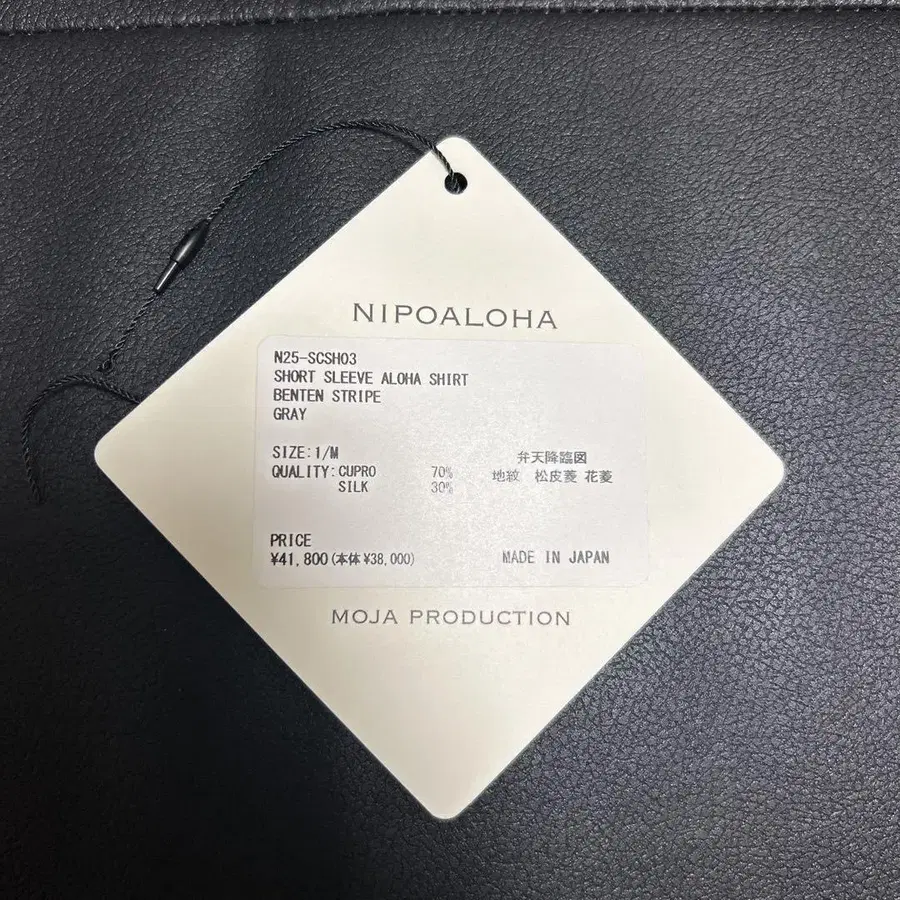 NIPOALOHA
N25-SCSH03
SHORT SLEEVE ALOHA SHIRT
BENTEN STRIPE
GRAY
SIZE:1/M
QUALITY:CUPRO 70%
SILK 30%
弁天降臨図
地紋 松皮菱 花菱
PRICE
¥41,800(本体¥38,000)
MADE IN JAPAN
MOJA PRODUCTION